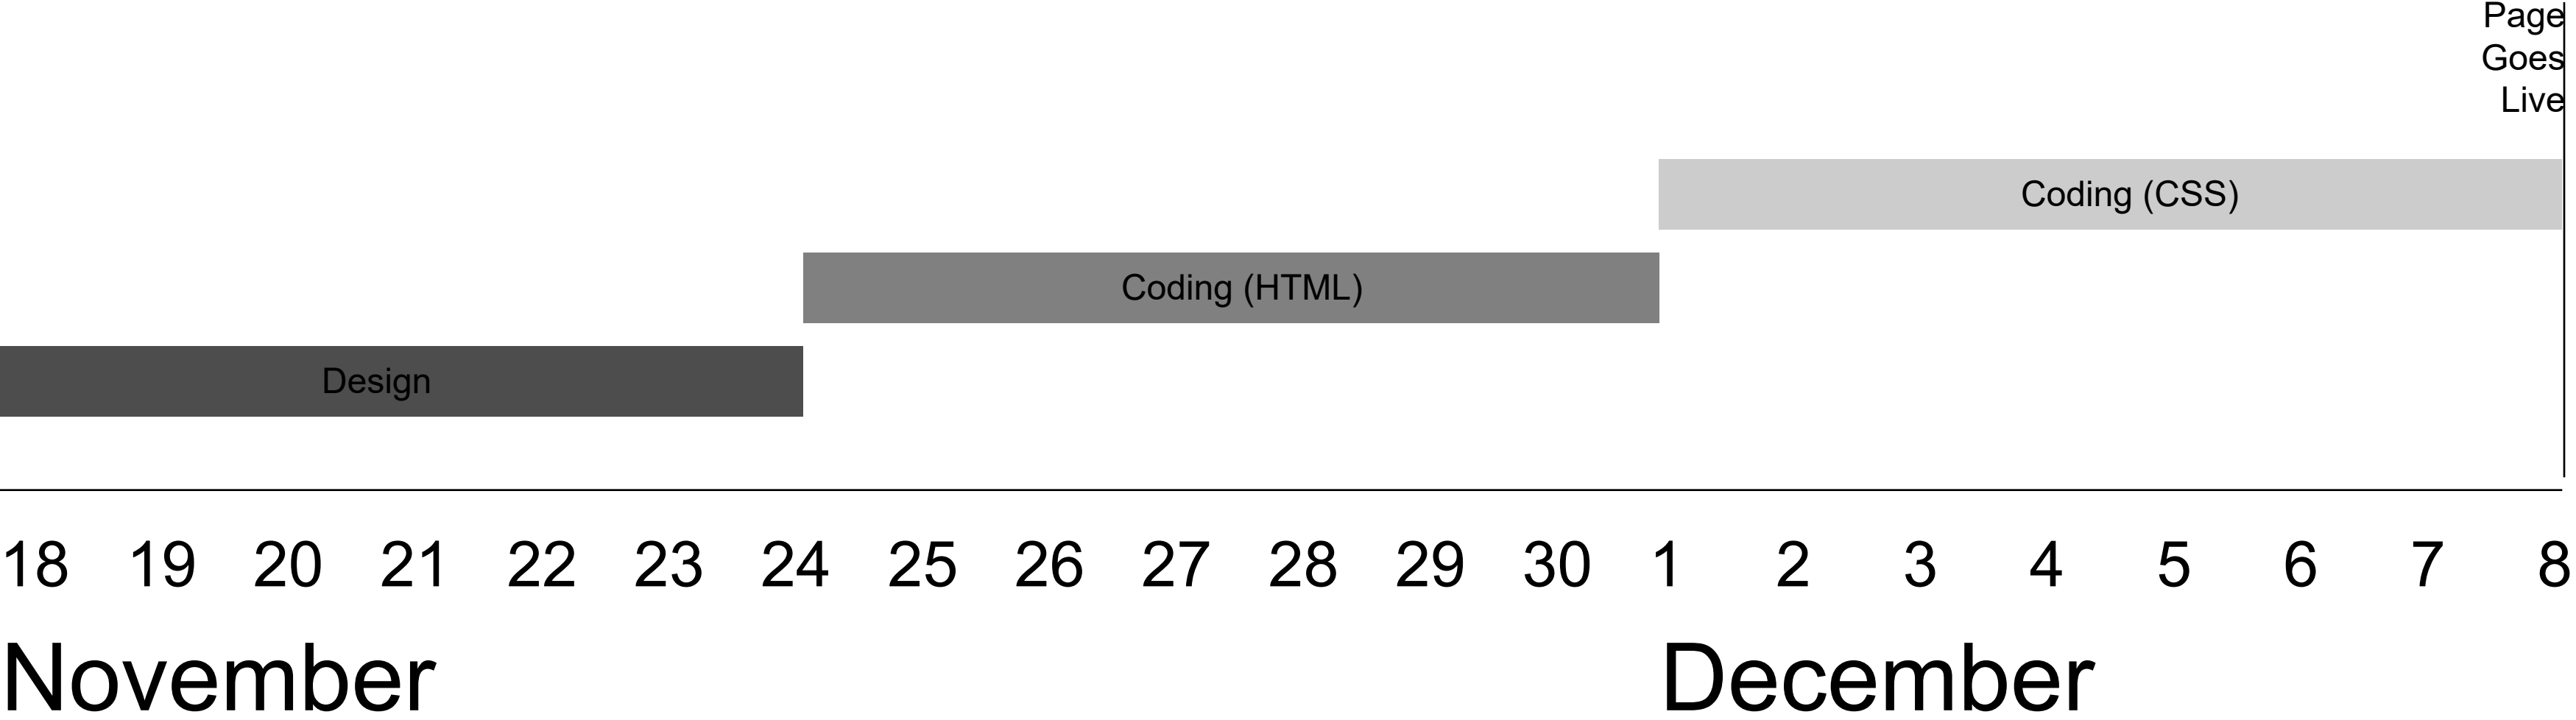 Page
Goes
Live
Coding (CSS)
Coding (HTML)
Design
18 19 20 21 22 23 24 25 26 27 28 29 30 1 2 3 4 5 6 7 8
November December